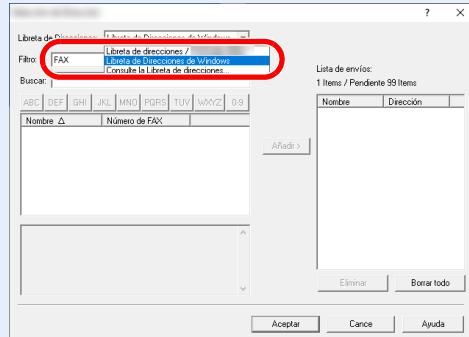 ? X
Libreta de Direcciones: Libreta de Direcciones de Windows
Libreta de direcciones /
Filtro: FAX
Libreta de Direcciones de Windows
Consulte la Libreta de direcciones...
Lista de envíos:
Buscar:
1 Items / Pendiente 99 Items
ABC DEF GHI JKL MNO PQRS TUV WXYZ 0-9
Nombre Dirección
Nombre Δ Número de FAX
Añadir >
Eliminar Borrar todo
Aceptar Cance Ayuda